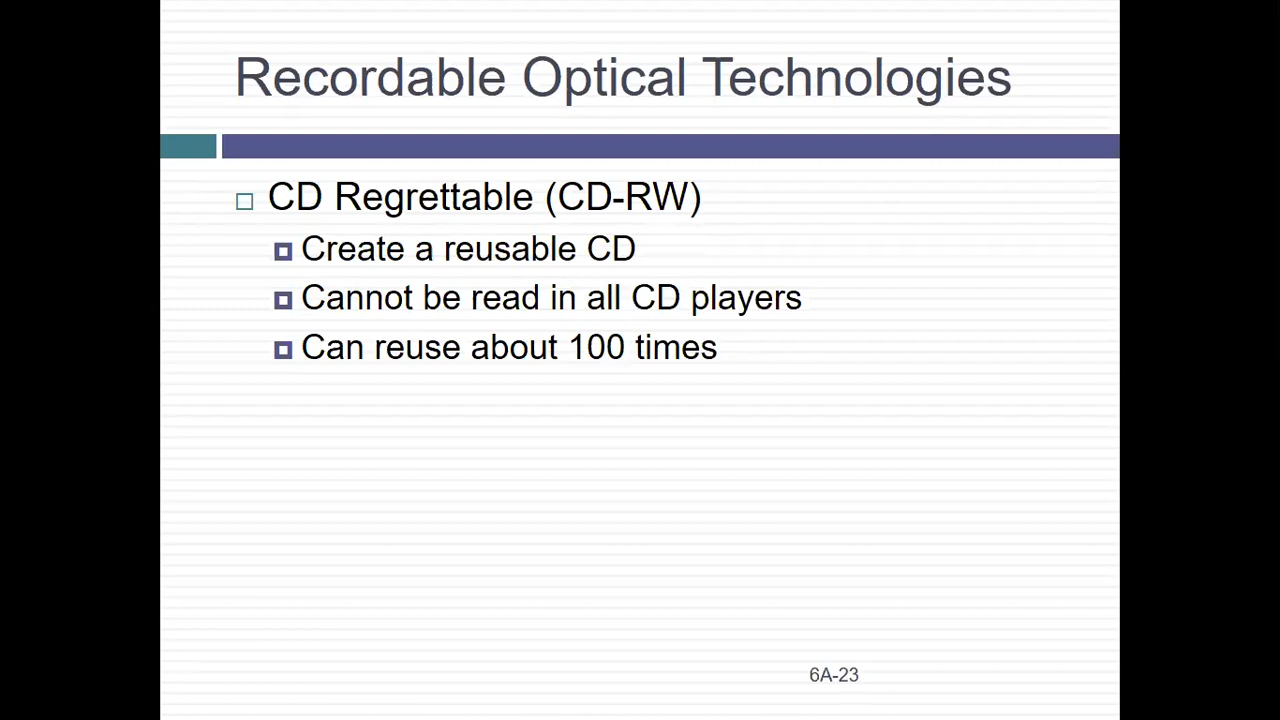 Recordable Optical Technologies
CD Regrettable (CD-RW)
Create a reusable CD
Cannot be read in all CD players
Can reuse about 100 times
6A-23